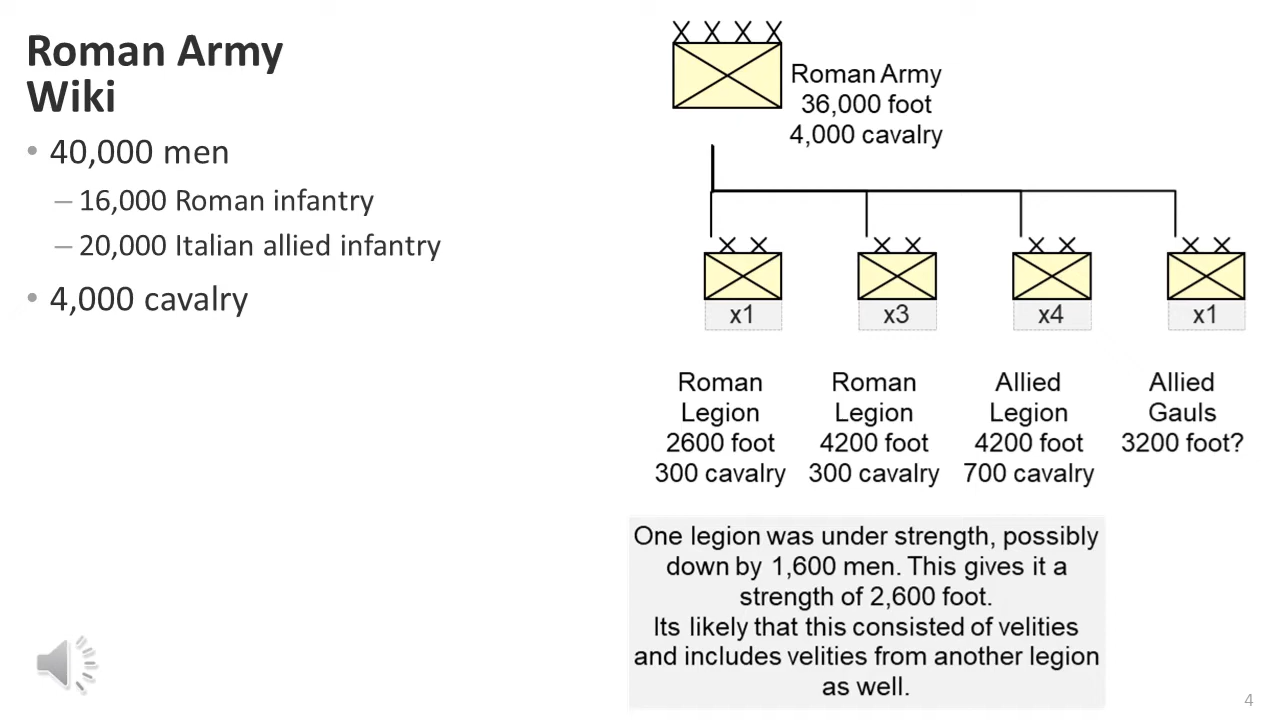 Roman Army
Wiki
• 40,000 men
– 16,000 Roman infantry
– 20,000 Italian allied infantry
• 4,000 cavalry
X X X X
Roman Army
36,000 foot
4,000 cavalry
X X
x1
Roman
Legion
2600 foot
300 cavalry
X X
x3
Roman
Legion
4200 foot
300 cavalry
X X
x4
Allied
Legion
4200 foot
700 cavalry
X X
x1
Allied
Gauls
3200 foot?
One legion was under strength, possibly
down by 1,600 men. This gives it a
strength of 2,600 foot.
Its likely that this consisted of velities
and includes velities from another legion
as well.
4